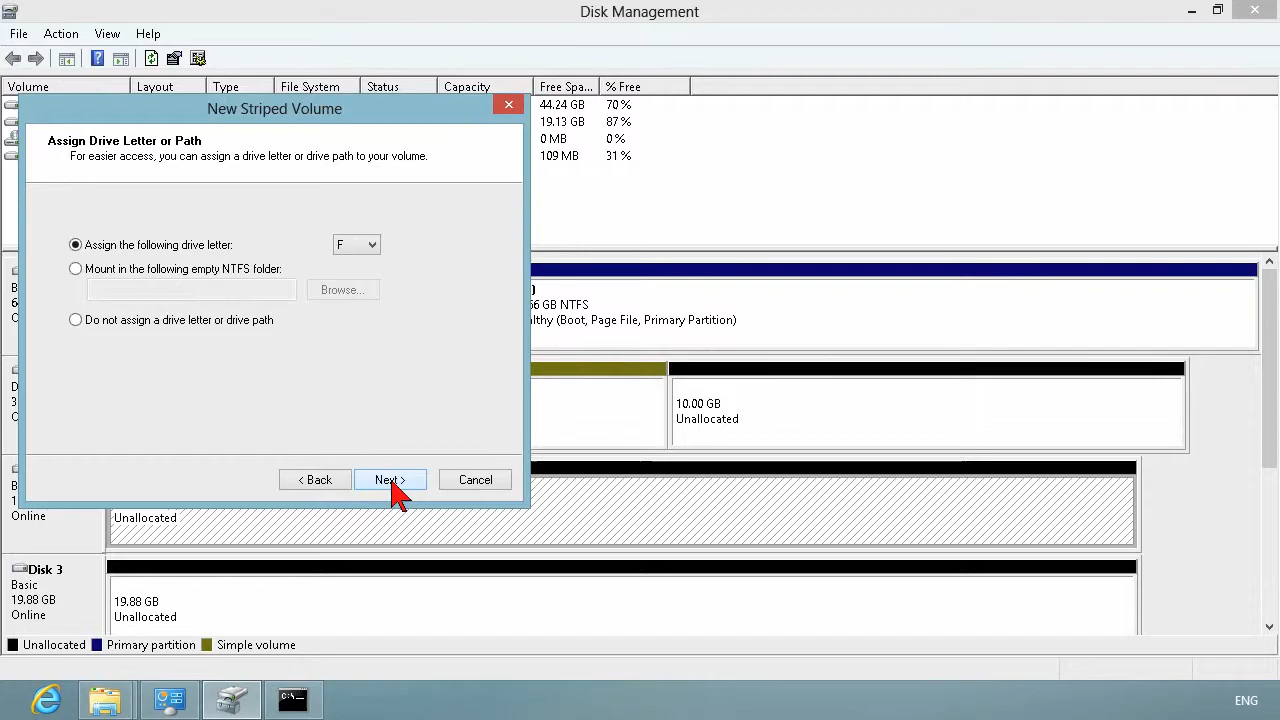 Disk Management
File Action View Help
Volume Layout Type File System Status Capacity Free Spa... % Free
44.24 GB 70 %
19.13 GB 87 %
0 MB 0 %
109 MB 31 %
New Striped Volume
Assign Drive Letter or Path
For easier access, you can assign a drive letter or drive path to your volume.
Assign the following drive letter: F
Mount in the following empty NTFS folder:
Browse...
Do not assign a drive letter or drive path
< Back Next > Cancel
GB NTFS
(Boot, Page File, Primary Partition)
10.00 GB
Unallocated
Unallocated
Online
Disk 3
Basic
19.88 GB
Online
19.88 GB
Unallocated
Unallocated Primary partition Simple volume
C:\-
ENG